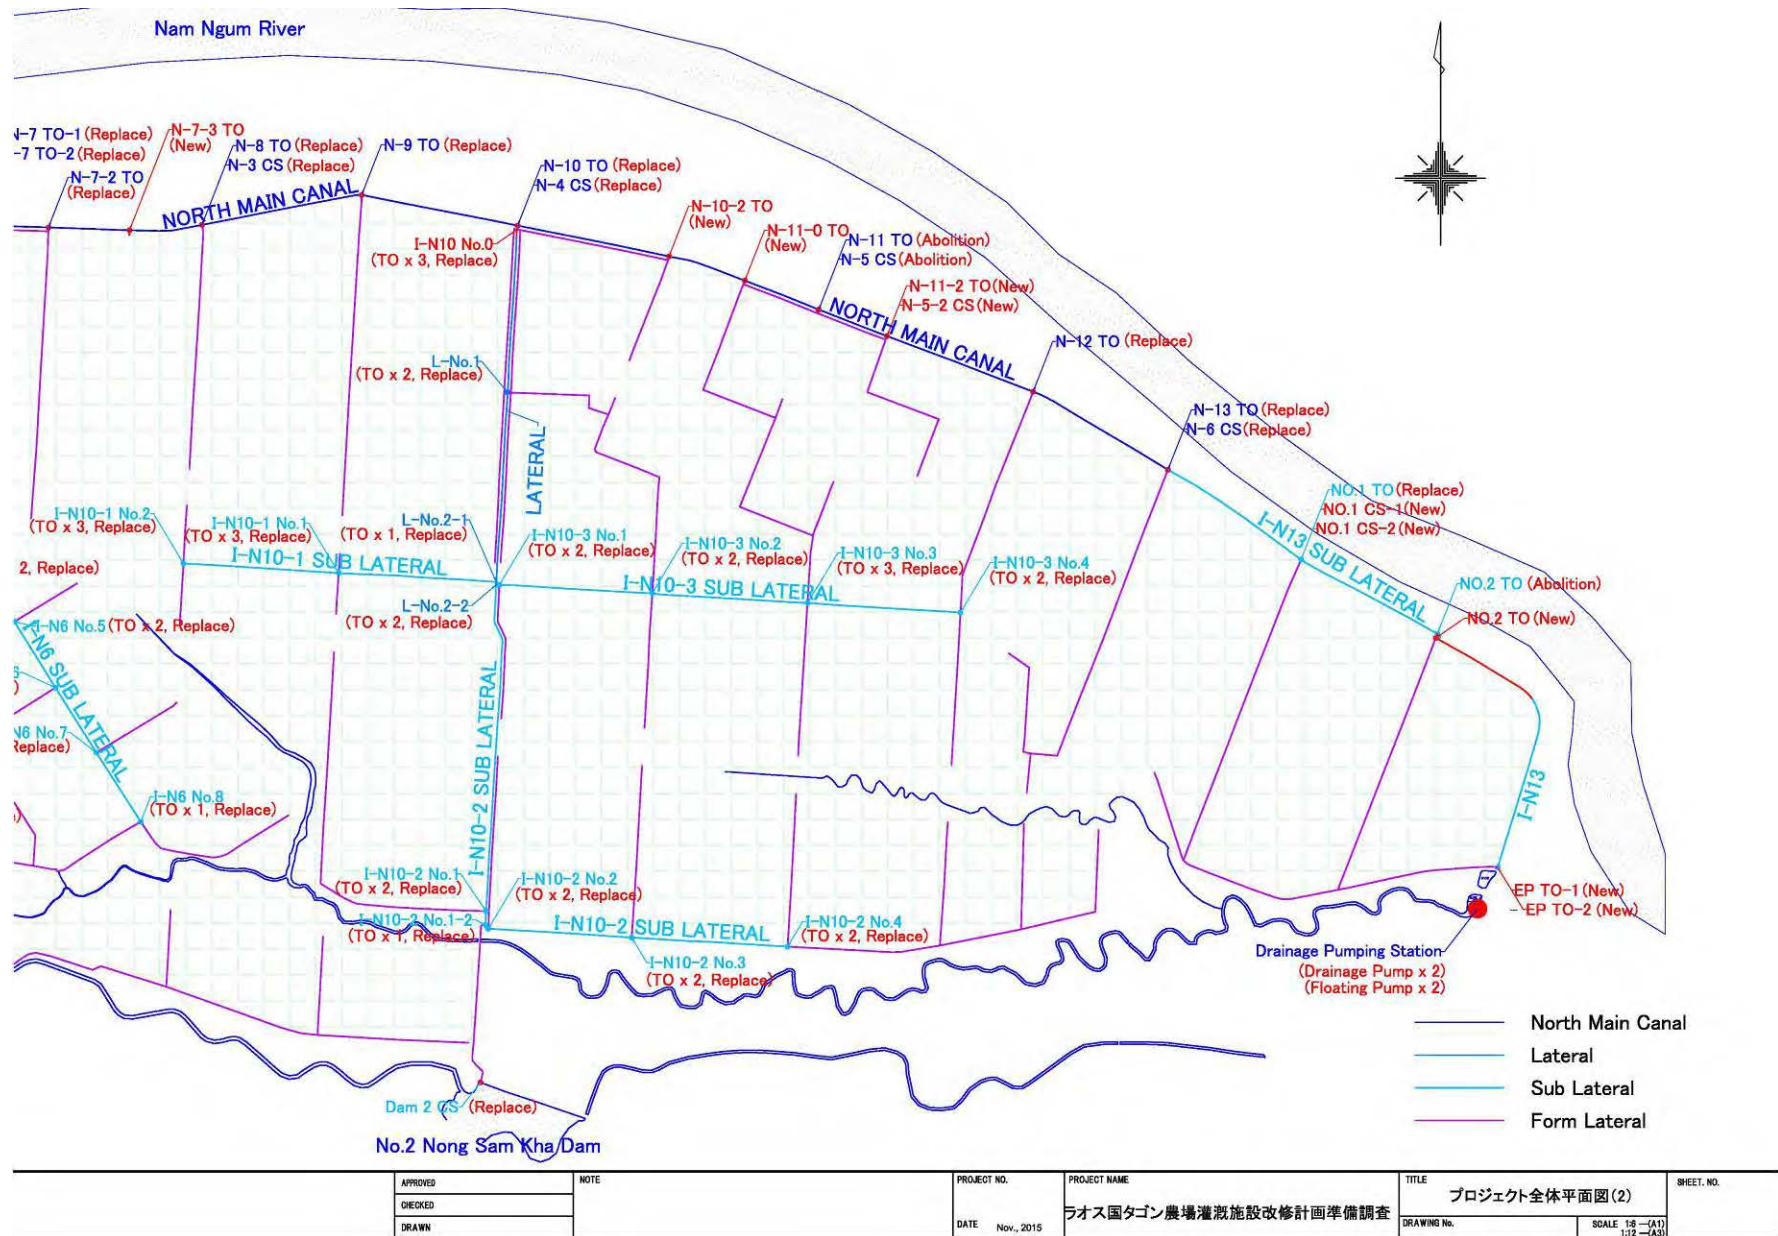 Nam Ngum River
N-7 TO-1 (Replace)
-7 TO-2 (Replace)
N-7-2 TO
(Replace)
N-7-3 TO
(New)
N-8 TO (Replace)
N-3 CS (Replace)
N-9 TO (Replace)
N-10 TO (Replace)
N-4 CS (Replace)
NORTH MAIN CANAL
I-N10 No.0
(TO x 3, Replace)
N-10-2 TO
(New)
N-11-0 TO
(New)
N-11 TO (Abolition)
N-5 CS (Abolition)
N-11-2 TO (New)
N-5-2 CS (New)
NORTH MAIN CANAL
N-12 TO (Replace)
N-13 TO (Replace)
N-6 CS (Replace)
L-No.1
(TO x 2, Replace)
LATERAL
NO.1 TO (Replace)
NO.1 CS-1 (New)
NO.1 CS-2 (New)
I-N13 SUB LATERAL
NO.2 TO (Abolition)
NO.2 TO (New)
I-N10-1 No.2
(TO x 3, Replace)
I-N10-1 No.1
(TO x 3, Replace)
L-No.2-1
(TO x 1, Replace)
I-N10-3 No.1
(TO x 2, Replace)
I-N10-3 No.2
(TO x 2, Replace)
I-N10-3 No.3
(TO x 3, Replace)
I-N10-3 No.4
(TO x 2, Replace)
I-N10-1 SUB LATERAL
I-N10-3 SUB LATERAL
2, Replace)
L-No.2-2
(TO x 2, Replace)
I-N6 No.5 (TO x 2, Replace)
I-N6 SUB LATERAL
N6 No.7
Replace)
I-N6 No.8
(TO x 1, Replace)
I-N10-2 SUB LATERAL
I-N13
I-N10-2 No.1
(TO x 2, Replace)
I-N10-2 No.2
(TO x 2, Replace)
I-N10-2 No.1-2
(TO x 1, Replace)
I-N10-2 SUB LATERAL
I-N10-2 No.4
(TO x 2, Replace)
I-N10-2 No.3
(TO x 2, Replace)
EP TO-1 (New)
EP TO-2 (New)
Drainage Pumping Station
(Drainage Pump x 2)
(Floating Pump x 2)
North Main Canal
Lateral
Sub Lateral
Form Lateral
Dam 2 CS (Replace)
No.2 Nong Sam Kha Dam
APPROVED
CHECKED
DRAWN
NOTE
PROJECT NO.
DATE Nov., 2015
PROJECT NAME
ラオス国タゴン農場灌漑施設改修計画準備調査
TITLE
プロジェクト全体平面図(2)
DRAWING No.
SCALE 1:6 —(A1)
1:12 —(A3)
SHEET. NO.